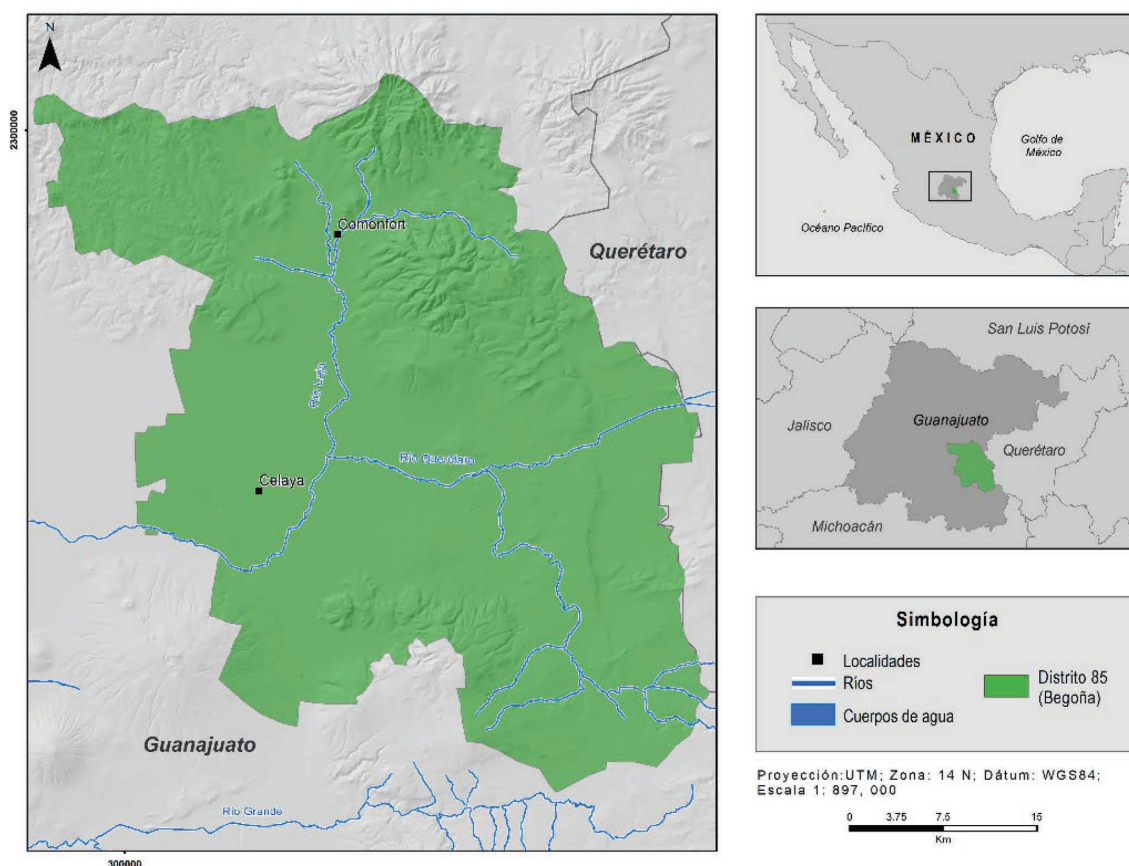 N
2300000
Comonfort
Querétaro
Río Laja
Río Querétaro
Celaya
Guanajuato
Río Grande
300000
MÉXICO
Golfo de
México
Océano Pacífico
San Luis Potosí
Guanajuato
Jalisco
Querétaro
Michoacán
Simbología
Localidades
Ríos
Cuerpos de agua
Distrito 85
(Begoña)
Proyección:UTM; Zona: 14 N; Dátum: WGS84;
Escala 1: 897, 000
0 3.75 7.5 15
Km